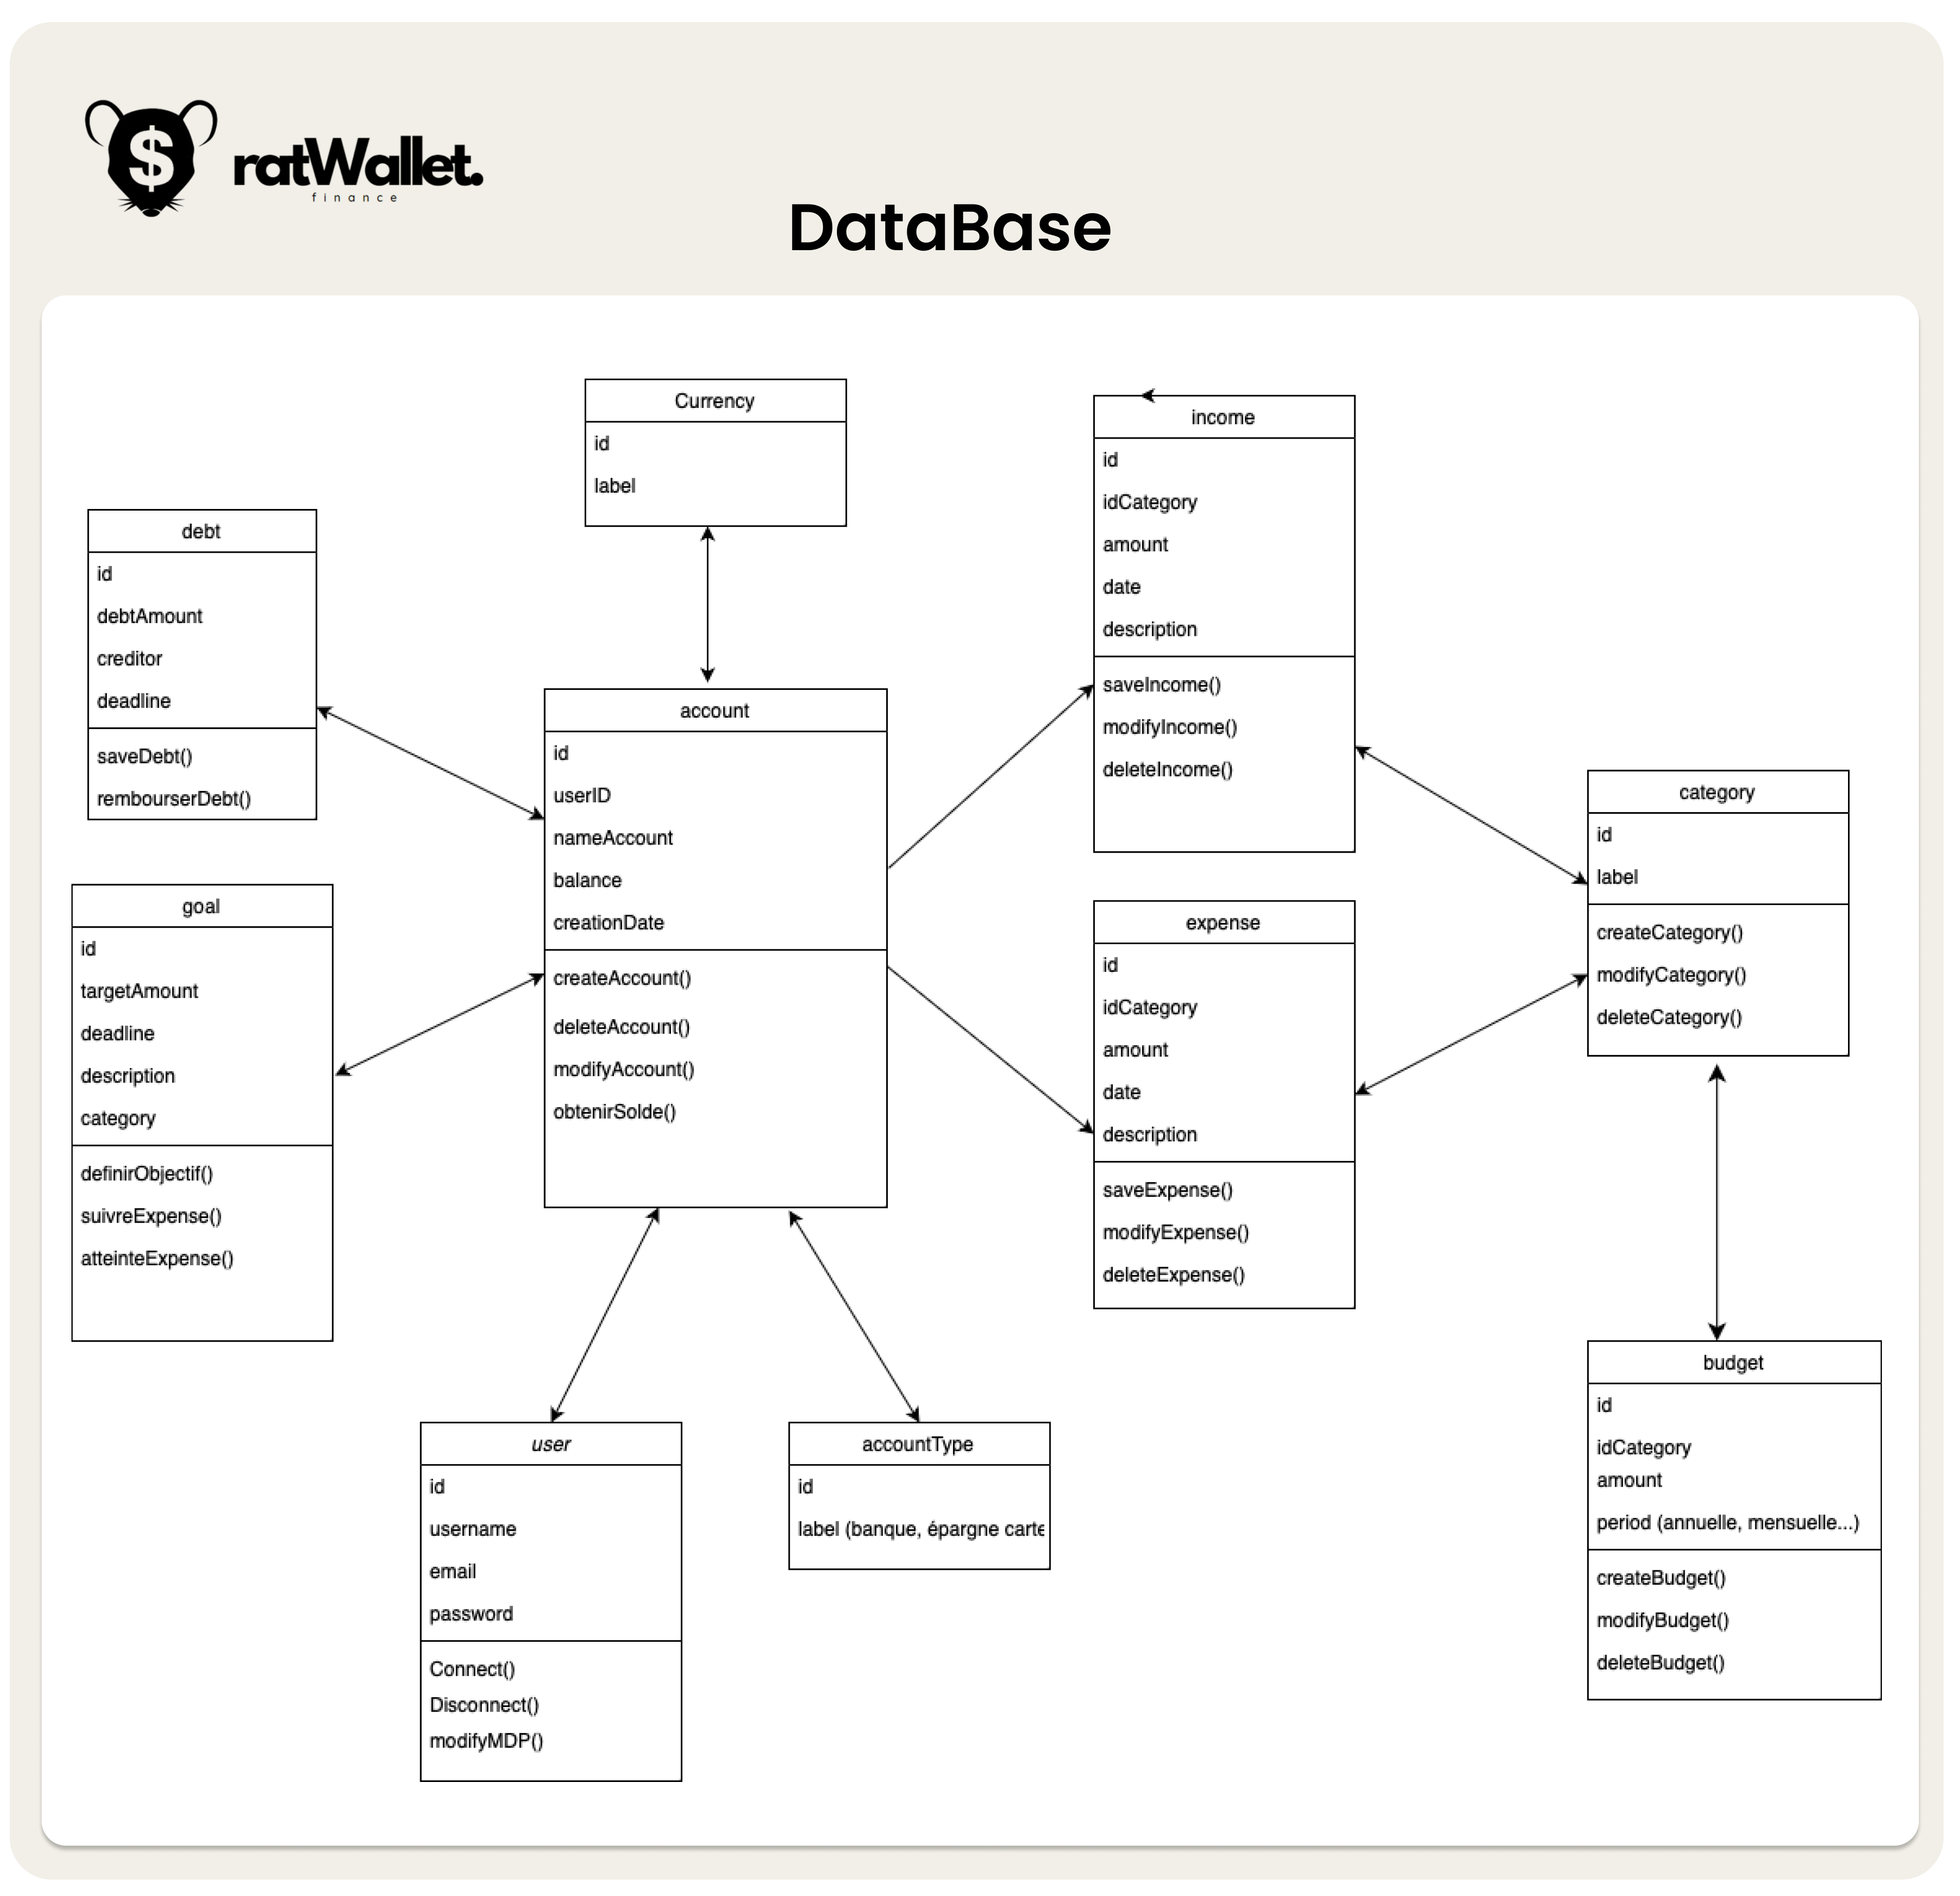 ratWallet.
finance
DataBase
Currency
id
label
debt
id
debtAmount
creditor
deadline
saveDebt()
rembourserDebt()
goal
id
targetAmount
deadline
description
category
definirObjectif()
suivreExpense()
atteinteExpense()
account
id
userID
nameAccount
balance
creationDate
createAccount()
deleteAccount()
modifyAccount()
obtenirSolde()
user
id
username
email
password
Connect()
Disconnect()
modifyMDP()
accountType
id
label (banque, épargne carte
income
id
idCategory
amount
date
description
saveIncome()
modifyIncome()
deleteIncome()
expense
id
idCategory
amount
date
description
saveExpense()
modifyExpense()
deleteExpense()
category
id
label
createCategory()
modifyCategory()
deleteCategory()
budget
id
idCategory
amount
period (annuelle, mensuelle...)
createBudget()
modifyBudget()
deleteBudget()